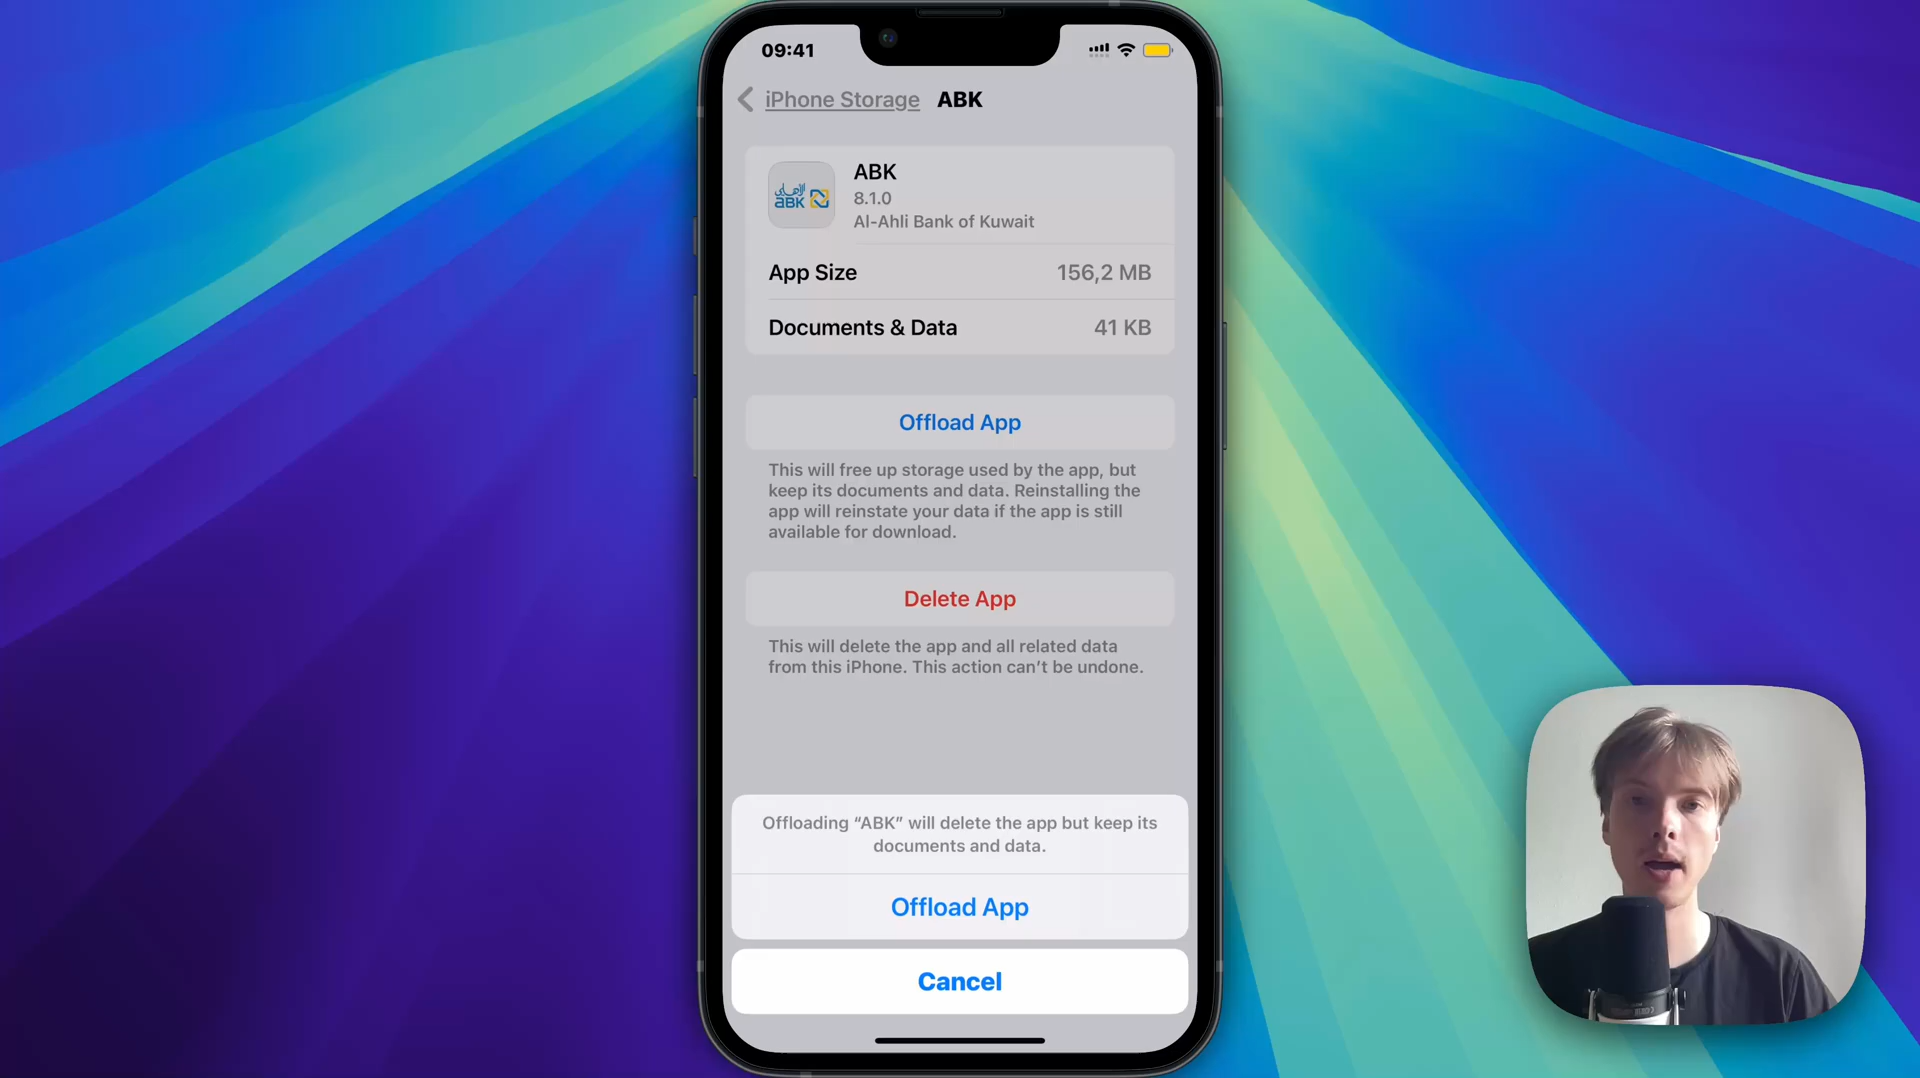 09:41
iPhone Storage ABK
الأهلي
aBK
ABK
8.1.0
Al-Ahli Bank of Kuwait
App Size 156,2 MB
Documents & Data 41 KB
Offload App
This will free up storage used by the app, but
keep its documents and data. Reinstalling the
app will reinstate your data if the app is still
available for download.
Delete App
This will delete the app and all related data
from this iPhone. This action can’t be undone.
Offloading “ABK” will delete the app but keep its
documents and data.
Offload App
Cancel